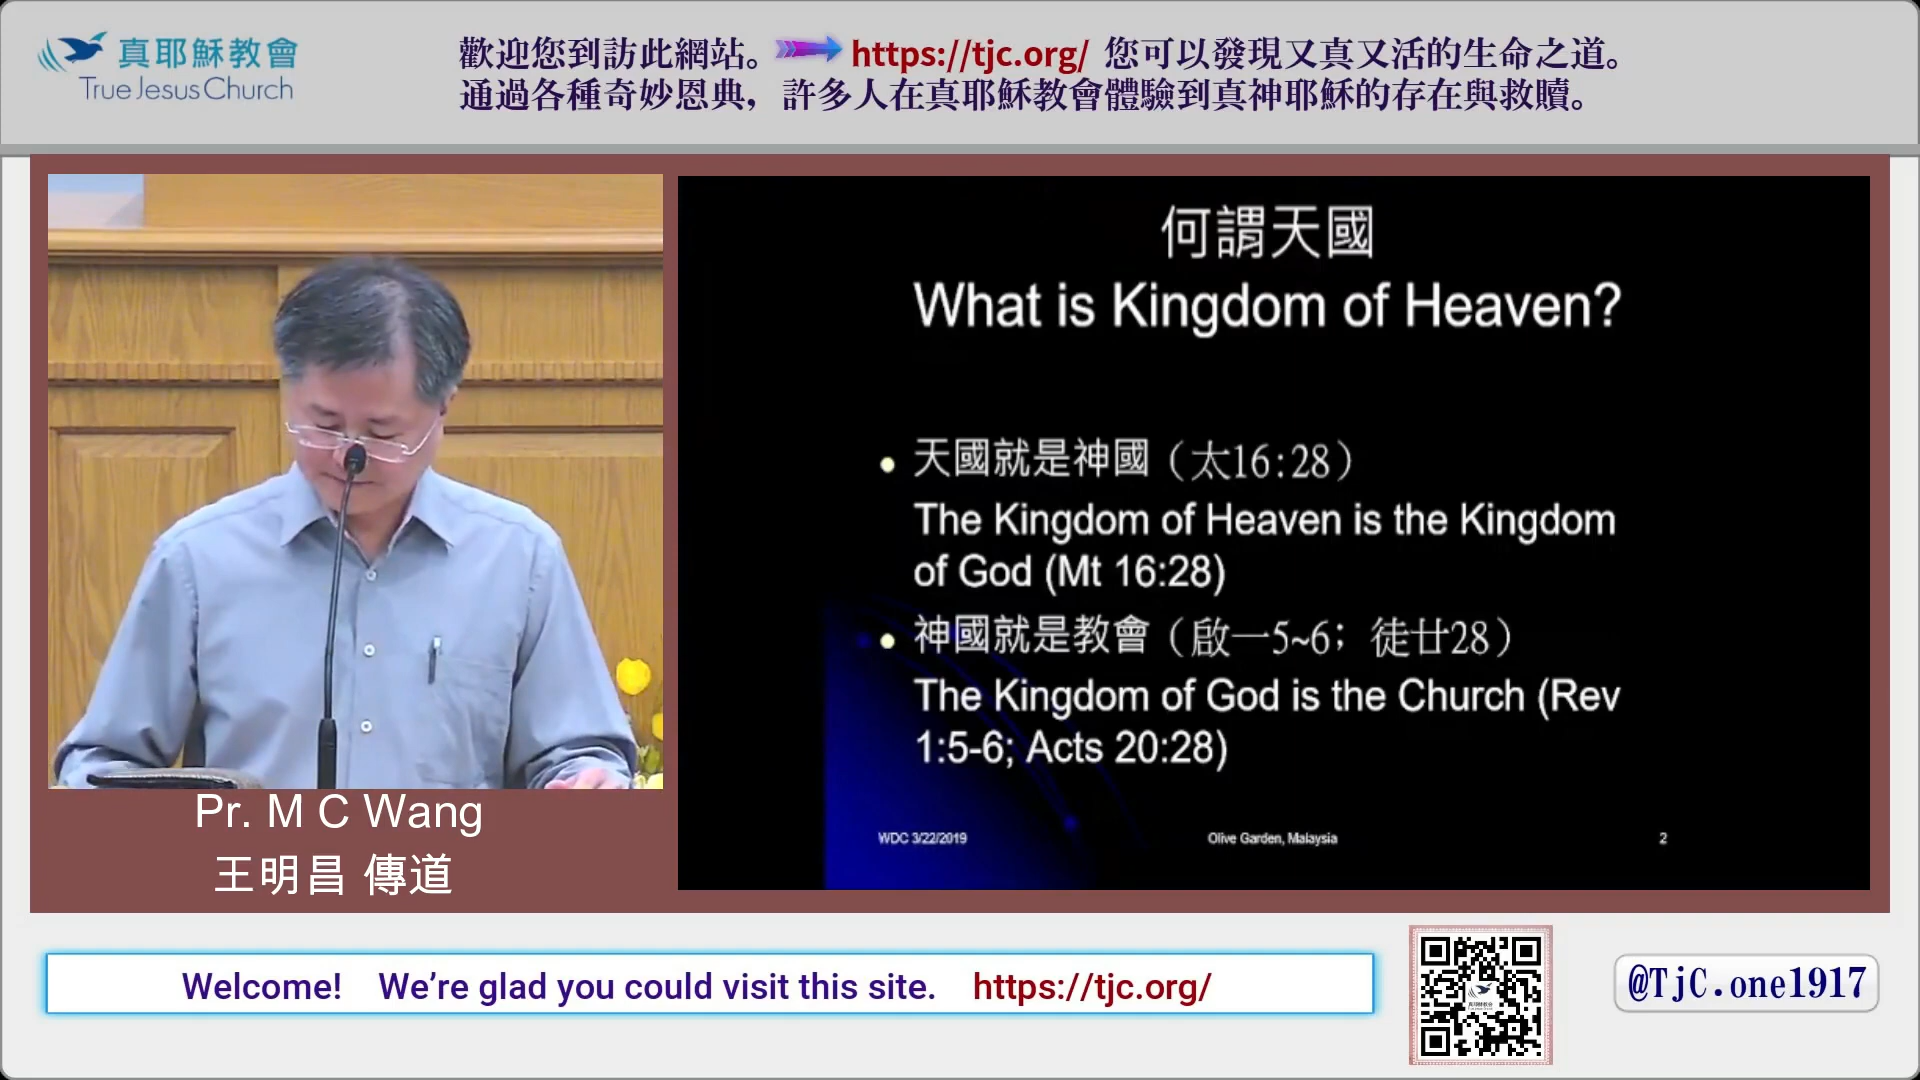 真耶穌教會
True Jesus Church
歡迎您到訪此網站。 https://tjc.org/ 您可以發現又真又活的生命之道。
通過各種奇妙恩典，許多人在真耶穌教會體驗到真神耶穌的存在與救贖。
何謂天國
What is Kingdom of Heaven?
• 天國就是神國（太16:28）
The Kingdom of Heaven is the Kingdom
of God (Mt 16:28)
• 神國就是教會（啟一5~6；徒廿28）
The Kingdom of God is the Church (Rev
1:5-6; Acts 20:28)
WDC 3/22/2019 Olive Garden, Malaysia 2
Pr. M C Wang
王明昌 傳道
Welcome! We’re glad you could visit this site. https://tjc.org/
@TjC.one1917